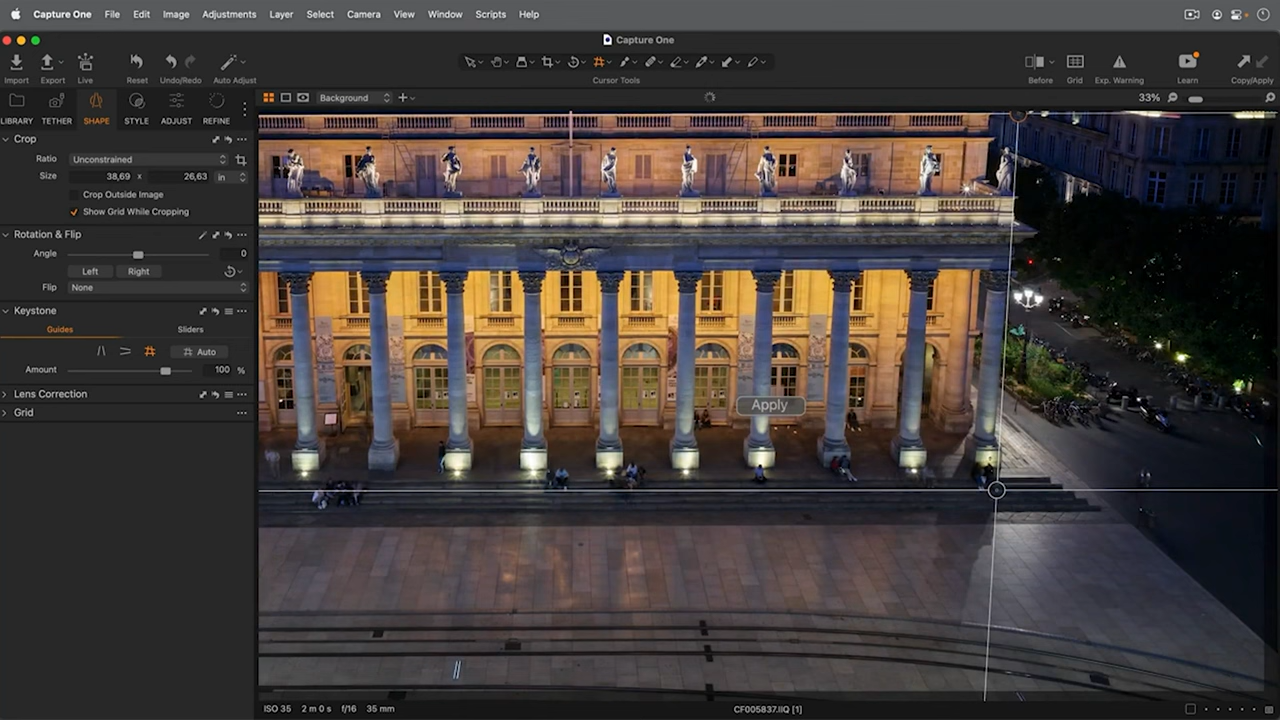 Capture One File Edit Image Adjustments Layer Select Camera View Window Scripts Help
Capture One
Import Export Live Reset Undo/Redo Auto Adjust Cursor Tools Before Grid Exp. Warning Learn Copy/Apply
LIBRARY TETHER SHAPE STYLE ADJUST REFINE
Background
33%
Crop
Ratio Unconstrained
Size 38,69 x 26,63 in
Crop Outside Image
Show Grid While Cropping
Rotation & Flip
Angle 0
Left Right
Flip None
Keystone
Guides Sliders
Auto
Amount 100 %
Lens Correction
Grid
Apply
ISO 35 2 m 0 s f/16 35 mm CF005837.IIQ [1]